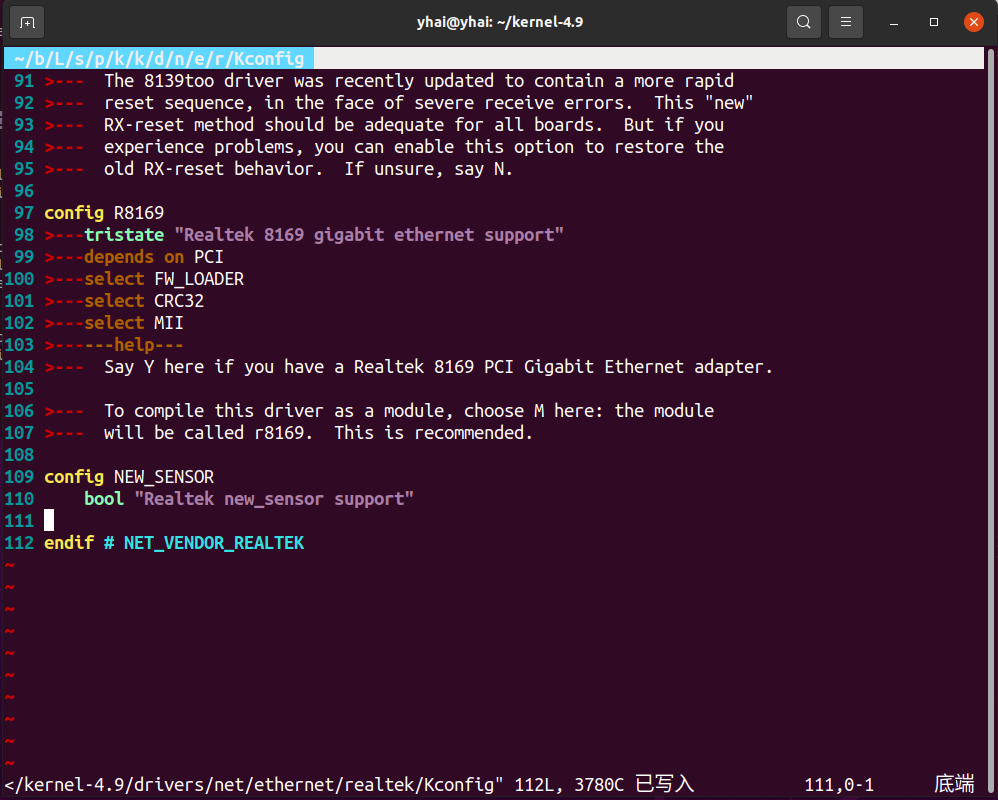 yhai@yhai: ~/kernel-4.9
~/b/L/s/p/k/k/d/n/e/r/Kconfig
91 >---  The 8139too driver was recently updated to contain a more rapid
92 >---  reset sequence, in the face of severe receive errors.  This "new"
93 >---  RX-reset method should be adequate for all boards.  But if you
94 >---  experience problems, you can enable this option to restore the
95 >---  old RX-reset behavior.  If unsure, say N.
96
97 config R8169
98 >---tristate "Realtek 8169 gigabit ethernet support"
99 >---depends on PCI
100 >---select FW_LOADER
101 >---select CRC32
102 >---select MII
103 >------help---
104 >---  Say Y here if you have a Realtek 8169 PCI Gigabit Ethernet adapter.
105
106 >---  To compile this driver as a module, choose M here: the module
107 >---  will be called r8169.  This is recommended.
108
109 config NEW_SENSOR
110     bool "Realtek new_sensor support"
111
112 endif # NET_VENDOR_REALTEK
~
~
~
~
~
~
~
~
~
~
</kernel-4.9/drivers/net/ethernet/realtek/Kconfig" 112L, 3780C 已写入 111,0-1 底端